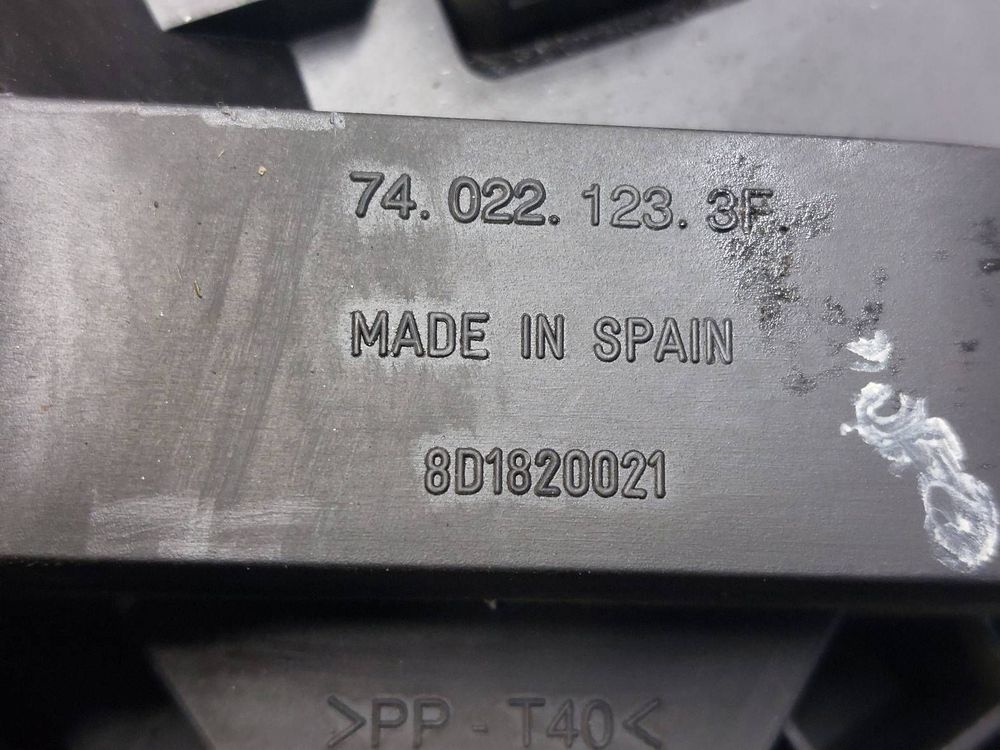 74. 022. 123. 3F.
MADE IN SPAIN
8D1820021
>PP - T40<